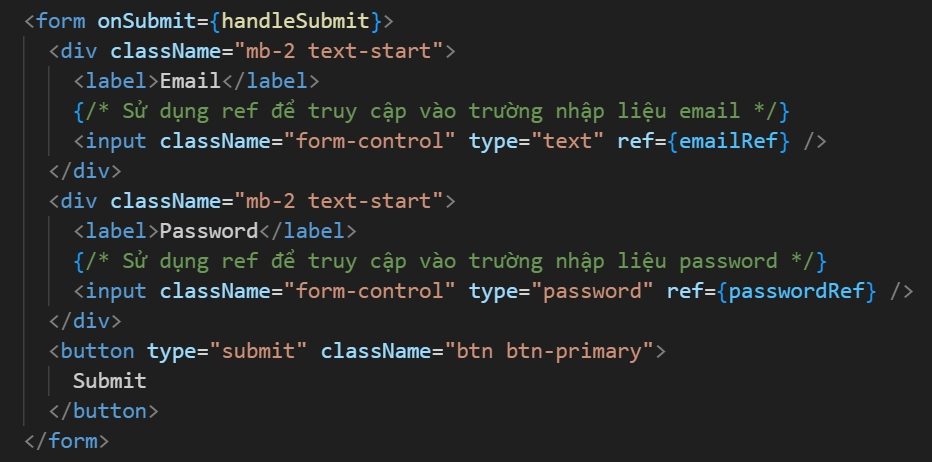 <form onSubmit={handleSubmit}>
<div className="mb-2 text-start">
<label>Email</label>
{/* Sử dụng ref để truy cập vào trường nhập liệu email */}
<input className="form-control" type="text" ref={emailRef} />
</div>
<div className="mb-2 text-start">
<label>Password</label>
{/* Sử dụng ref để truy cập vào trường nhập liệu password */}
<input className="form-control" type="password" ref={passwordRef} />
</div>
<button type="submit" className="btn btn-primary">
Submit
</button>
</form>